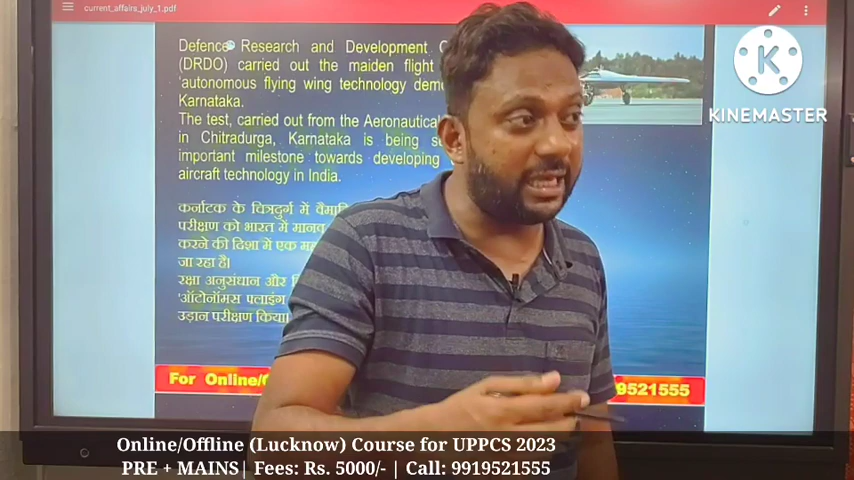 current_affairs_july_1.pdf
Defence Research and Development
(DRDO) carried out the maiden flight
'autonomous flying wing technology
Karnataka.
The test, carried out from the Aeronautical
in Chitradurga, Karnataka is being
important milestone towards developing
aircraft technology in India.
कर्नाटक के चित्रदुर्ग में
परीक्षण को भारत में मानव
करने की दिशा में एक
जा रहा है।
रक्षा अनुसंधान और
'ऑटोनॉमस फ्लाइंग
उड़ान परीक्षण किया।
For Online/
9521555
K
KINEMASTER
Online/Offline (Lucknow) Course for UPPCS 2023
PRE + MAINS| Fees: Rs. 5000/- | Call: 9919521555